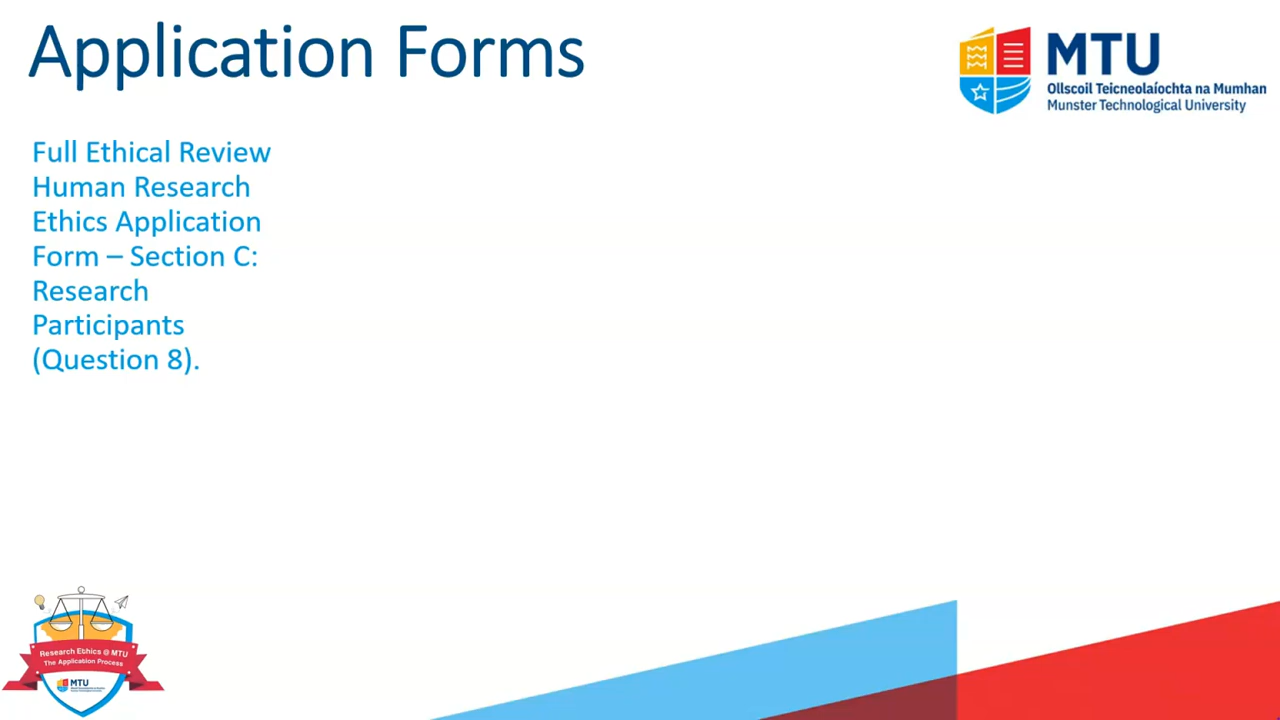 Application Forms
MTU
Ollscoil Teicneolaíochta na Mumhan
Munster Technological University
Full Ethical Review
Human Research
Ethics Application
Form – Section C:
Research
Participants
(Question 8).
Research Ethics @ MTU
The Application Process
MTU